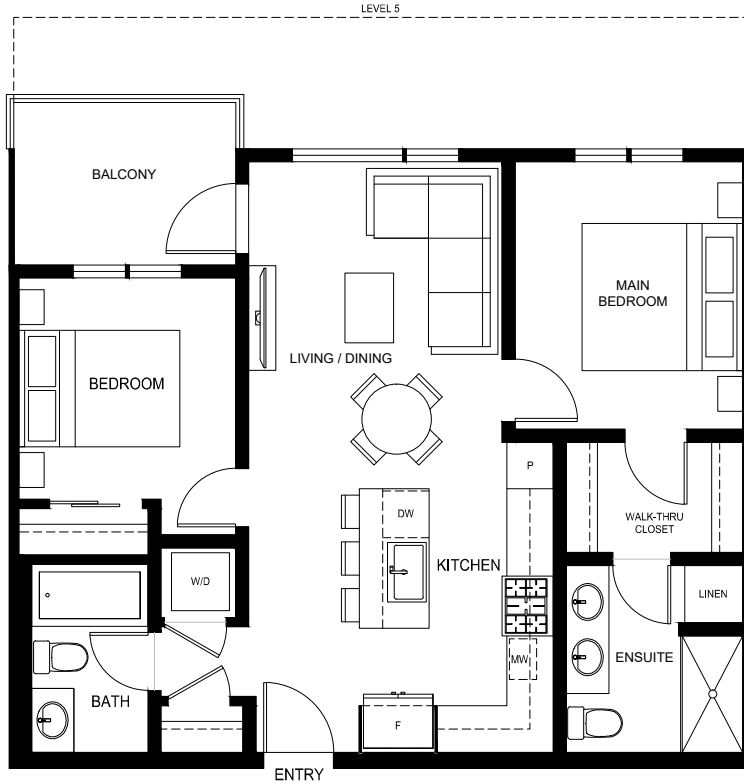 LEVEL 5
BALCONY
MAIN
BEDROOM
LIVING / DINING
BEDROOM
P
DW
WALK-THRU
CLOSET
KITCHEN
W/D
LINEN
MW
ENSUITE
BATH
F
ENTRY